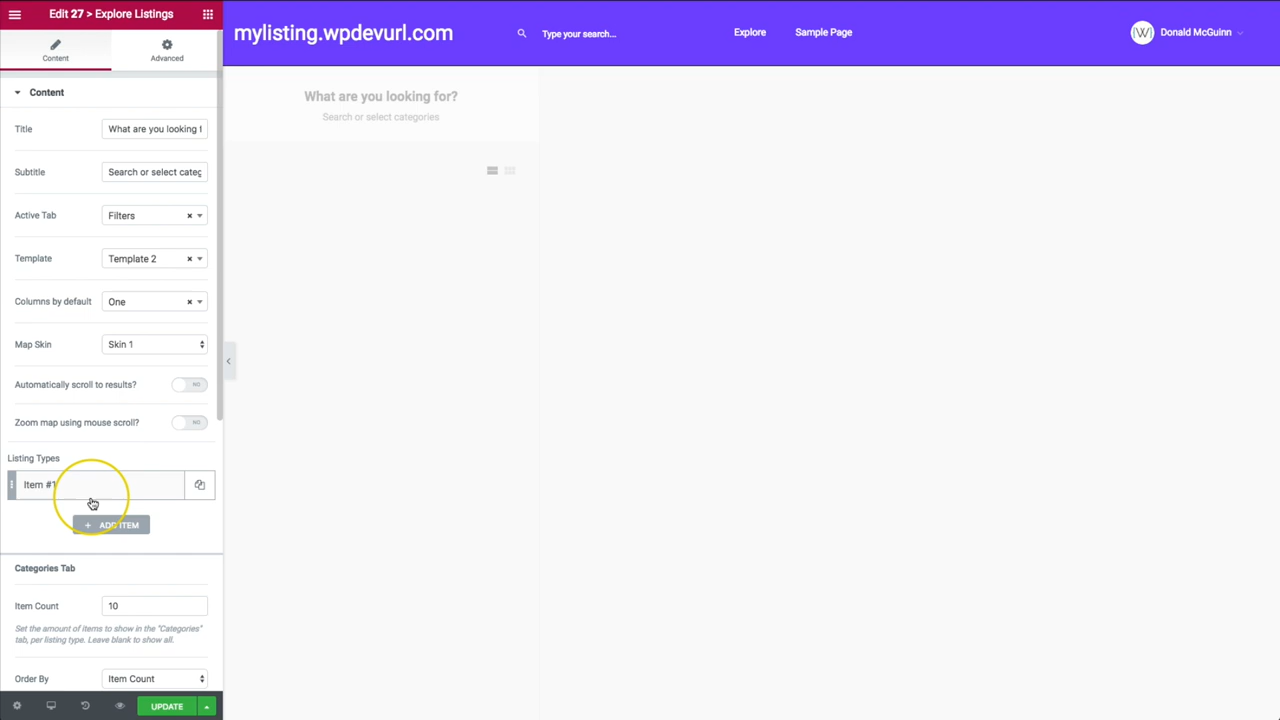 Edit 27 > Explore Listings
Content
Advanced
Content
Title
What are you looking f
Subtitle
Search or select categ
Active Tab
Filters
Template
Template 2
Columns by default
One
Map Skin
Skin 1
Automatically scroll to results?
NO
Zoom map using mouse scroll?
NO
Listing Types
Item #1
+ ADD ITEM
Categories Tab
Item Count
10
Set the amount of items to show in the "Categories"
tab, per listing type. Leave blank to show all.
Order By
Item Count
UPDATE
mylisting.wpdevurl.com
Type your search...
Explore
Sample Page
Donald McGuinn
What are you looking for?
Search or select categories